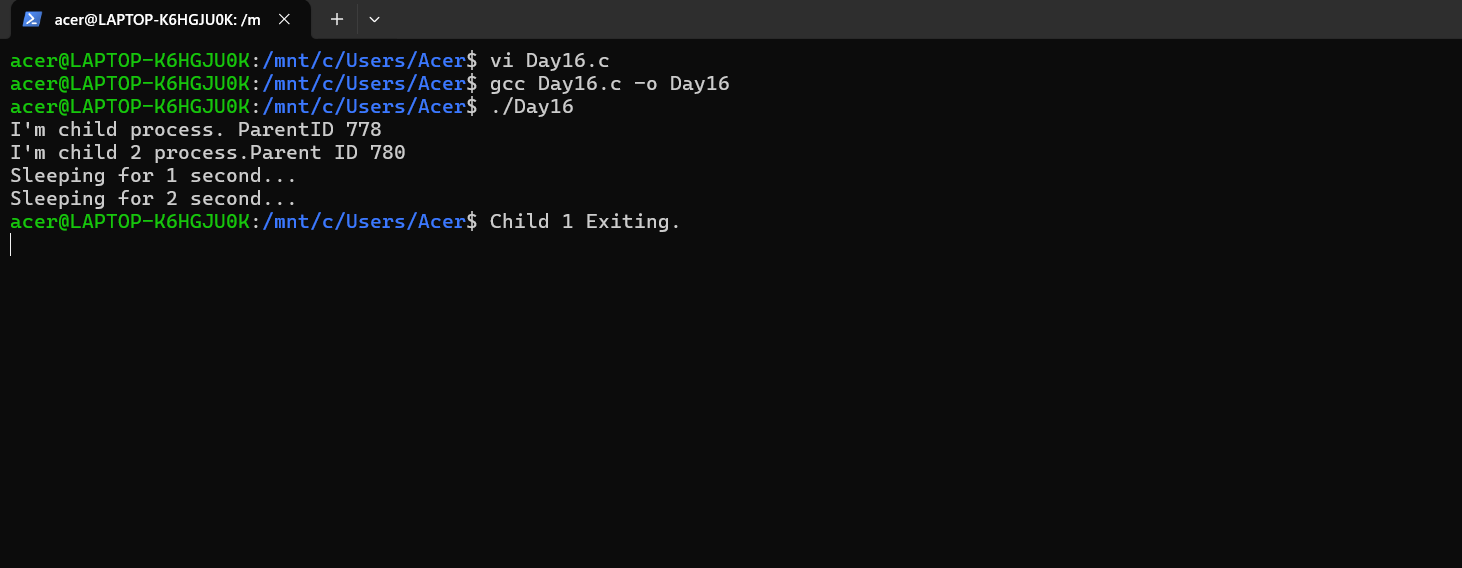 acer@LAPTOP-K6HGJU0K: /m
acer@LAPTOP-K6HGJU0K:/mnt/c/Users/Acer$ vi Day16.c
acer@LAPTOP-K6HGJU0K:/mnt/c/Users/Acer$ gcc Day16.c -o Day16
acer@LAPTOP-K6HGJU0K:/mnt/c/Users/Acer$ ./Day16
I'm child process. ParentID 778
I'm child 2 process.Parent ID 780
Sleeping for 1 second...
Sleeping for 2 second...
acer@LAPTOP-K6HGJU0K:/mnt/c/Users/Acer$ Child 1 Exiting.